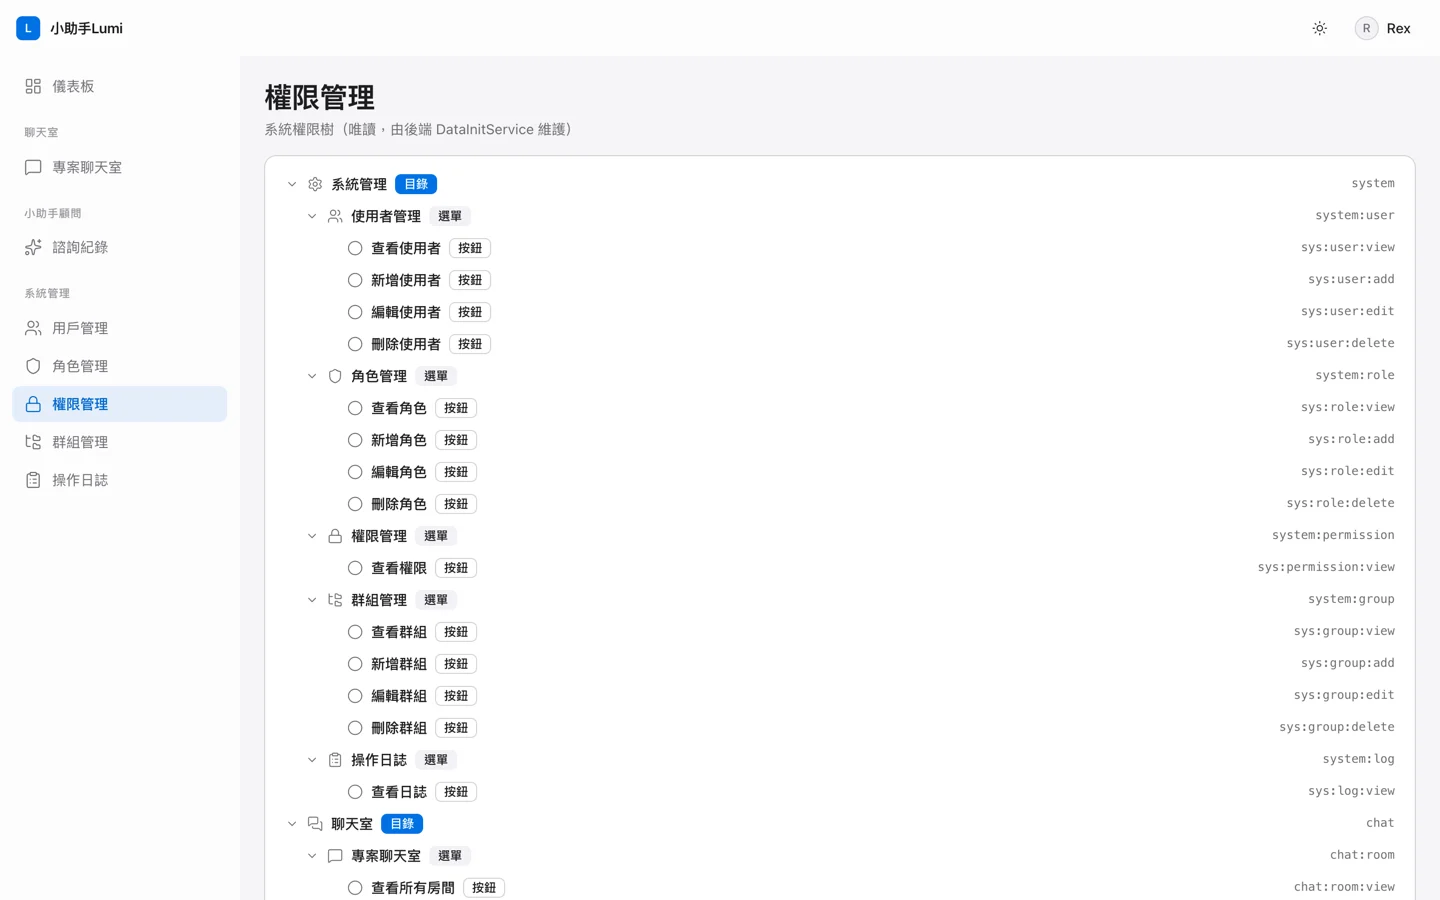 L 小助手Lumi
R Rex
儀表板
聊天室
專案聊天室
小助手顧問
諮詢紀錄
系統管理
用戶管理
角色管理
權限管理
群組管理
操作日誌
權限管理
系統權限樹（唯讀，由後端 DataInitService 維護）
系統管理 目錄 system
使用者管理 選單 system:user
查看使用者 按鈕 sys:user:view
新增使用者 按鈕 sys:user:add
編輯使用者 按鈕 sys:user:edit
刪除使用者 按鈕 sys:user:delete
角色管理 選單 system:role
查看角色 按鈕 sys:role:view
新增角色 按鈕 sys:role:add
編輯角色 按鈕 sys:role:edit
刪除角色 按鈕 sys:role:delete
權限管理 選單 system:permission
查看權限 按鈕 sys:permission:view
群組管理 選單 system:group
查看群組 按鈕 sys:group:view
新增群組 按鈕 sys:group:add
編輯群組 按鈕 sys:group:edit
刪除群組 按鈕 sys:group:delete
操作日誌 選單 system:log
查看日誌 按鈕 sys:log:view
聊天室 目錄 chat
專案聊天室 選單 chat:room
查看所有房間 按鈕 chat:room:view